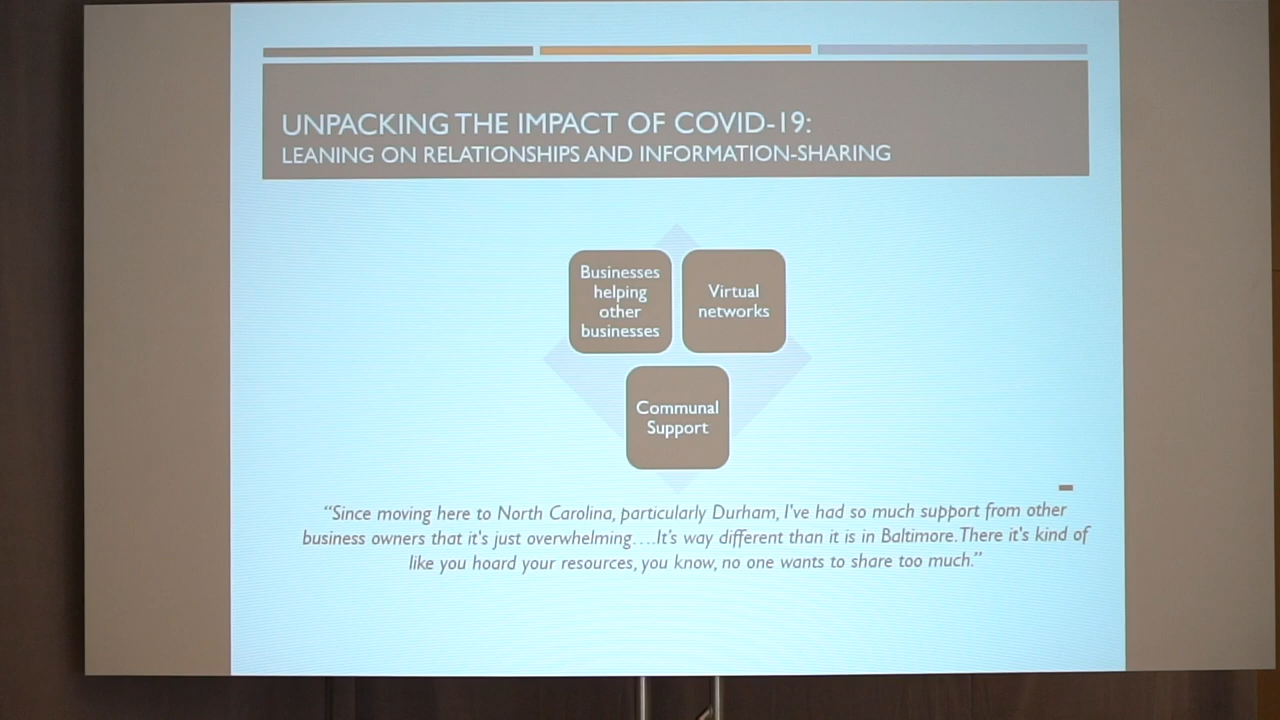 UNPACKING THE IMPACT OF COVID-19:
LEANING ON RELATIONSHIPS AND INFORMATION-SHARING
Businesses
helping
other
businesses
Virtual
networks
Communal
Support
“Since moving here to North Carolina, particularly Durham, I've had so much support from other
business owners that it's just overwhelming….It’s way different than it is in Baltimore. There it's kind of
like you hoard your resources, you know, no one wants to share too much.”